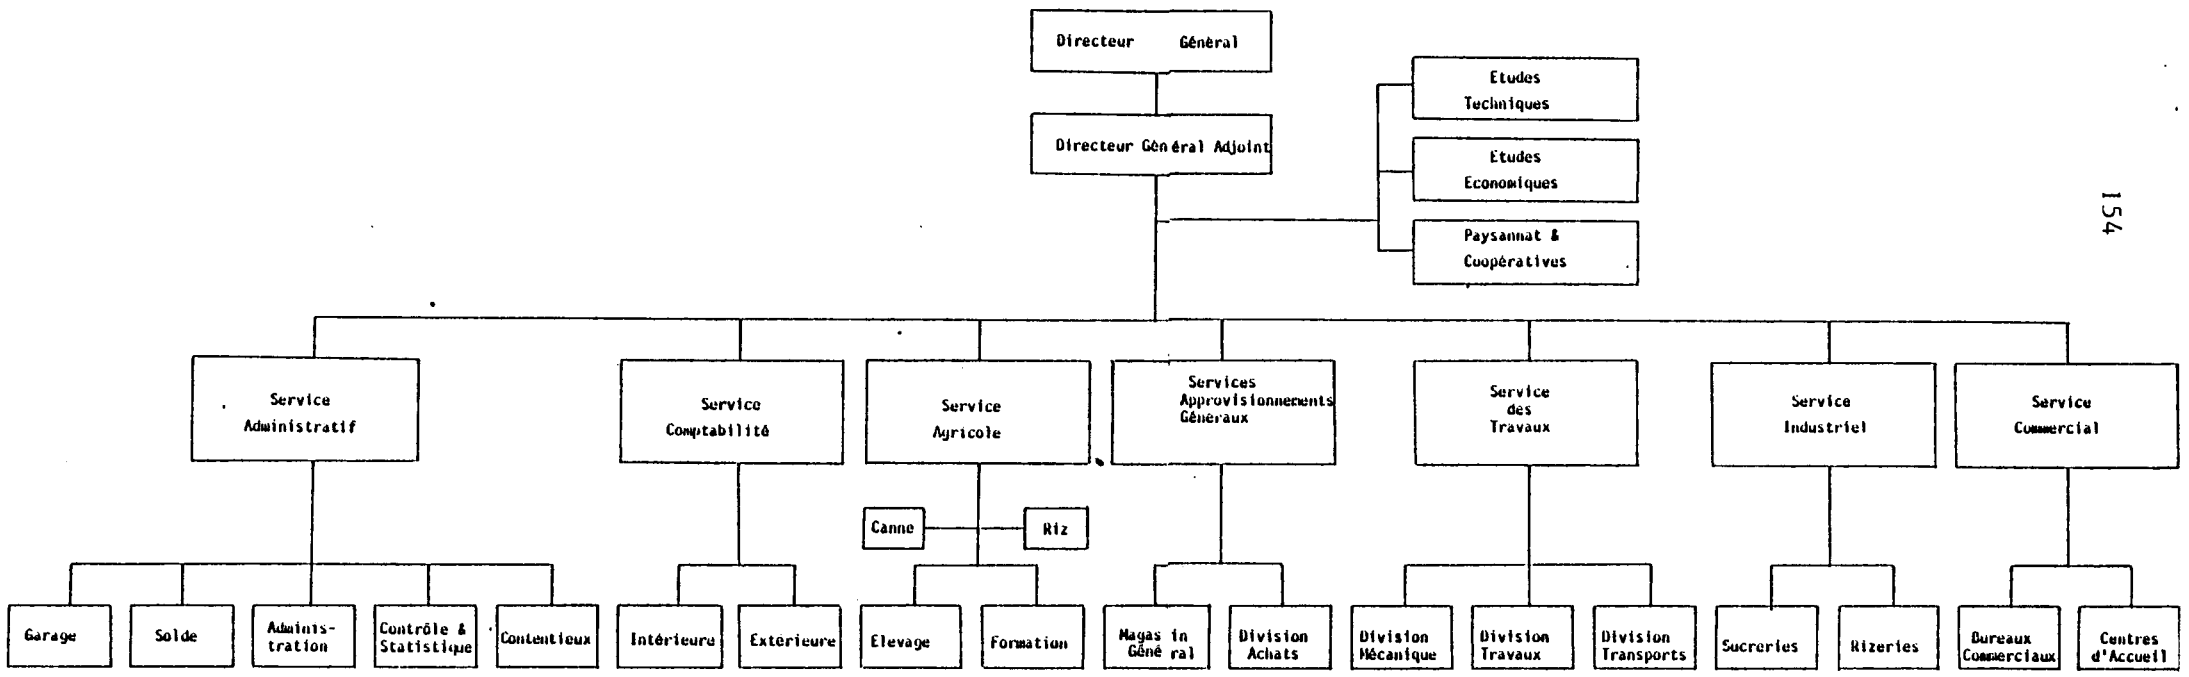 Directeur Général
Directeur Général Adjoint
Etudes
Techniques
Etudes
Economiques
Paysannat &
Coopératives
154
Service
Administratif
Service
Comptabilité
Service
Agricole
Services
Approvisionnements
Généraux
Service
des
Travaux
Service
Industriel
Service
Commercial
Canne
Riz
Garage
Solde
Adminis-
tration
Contrôle &
Statistique
Contentieux
Intérieure
Extérieure
Elevage
Formation
Magasin
Général
Division
Achats
Division
Mécanique
Division
Travaux
Division
Transports
Sucreries
Rizeries
Bureaux
Commerciaux
Centres
d'Accueil